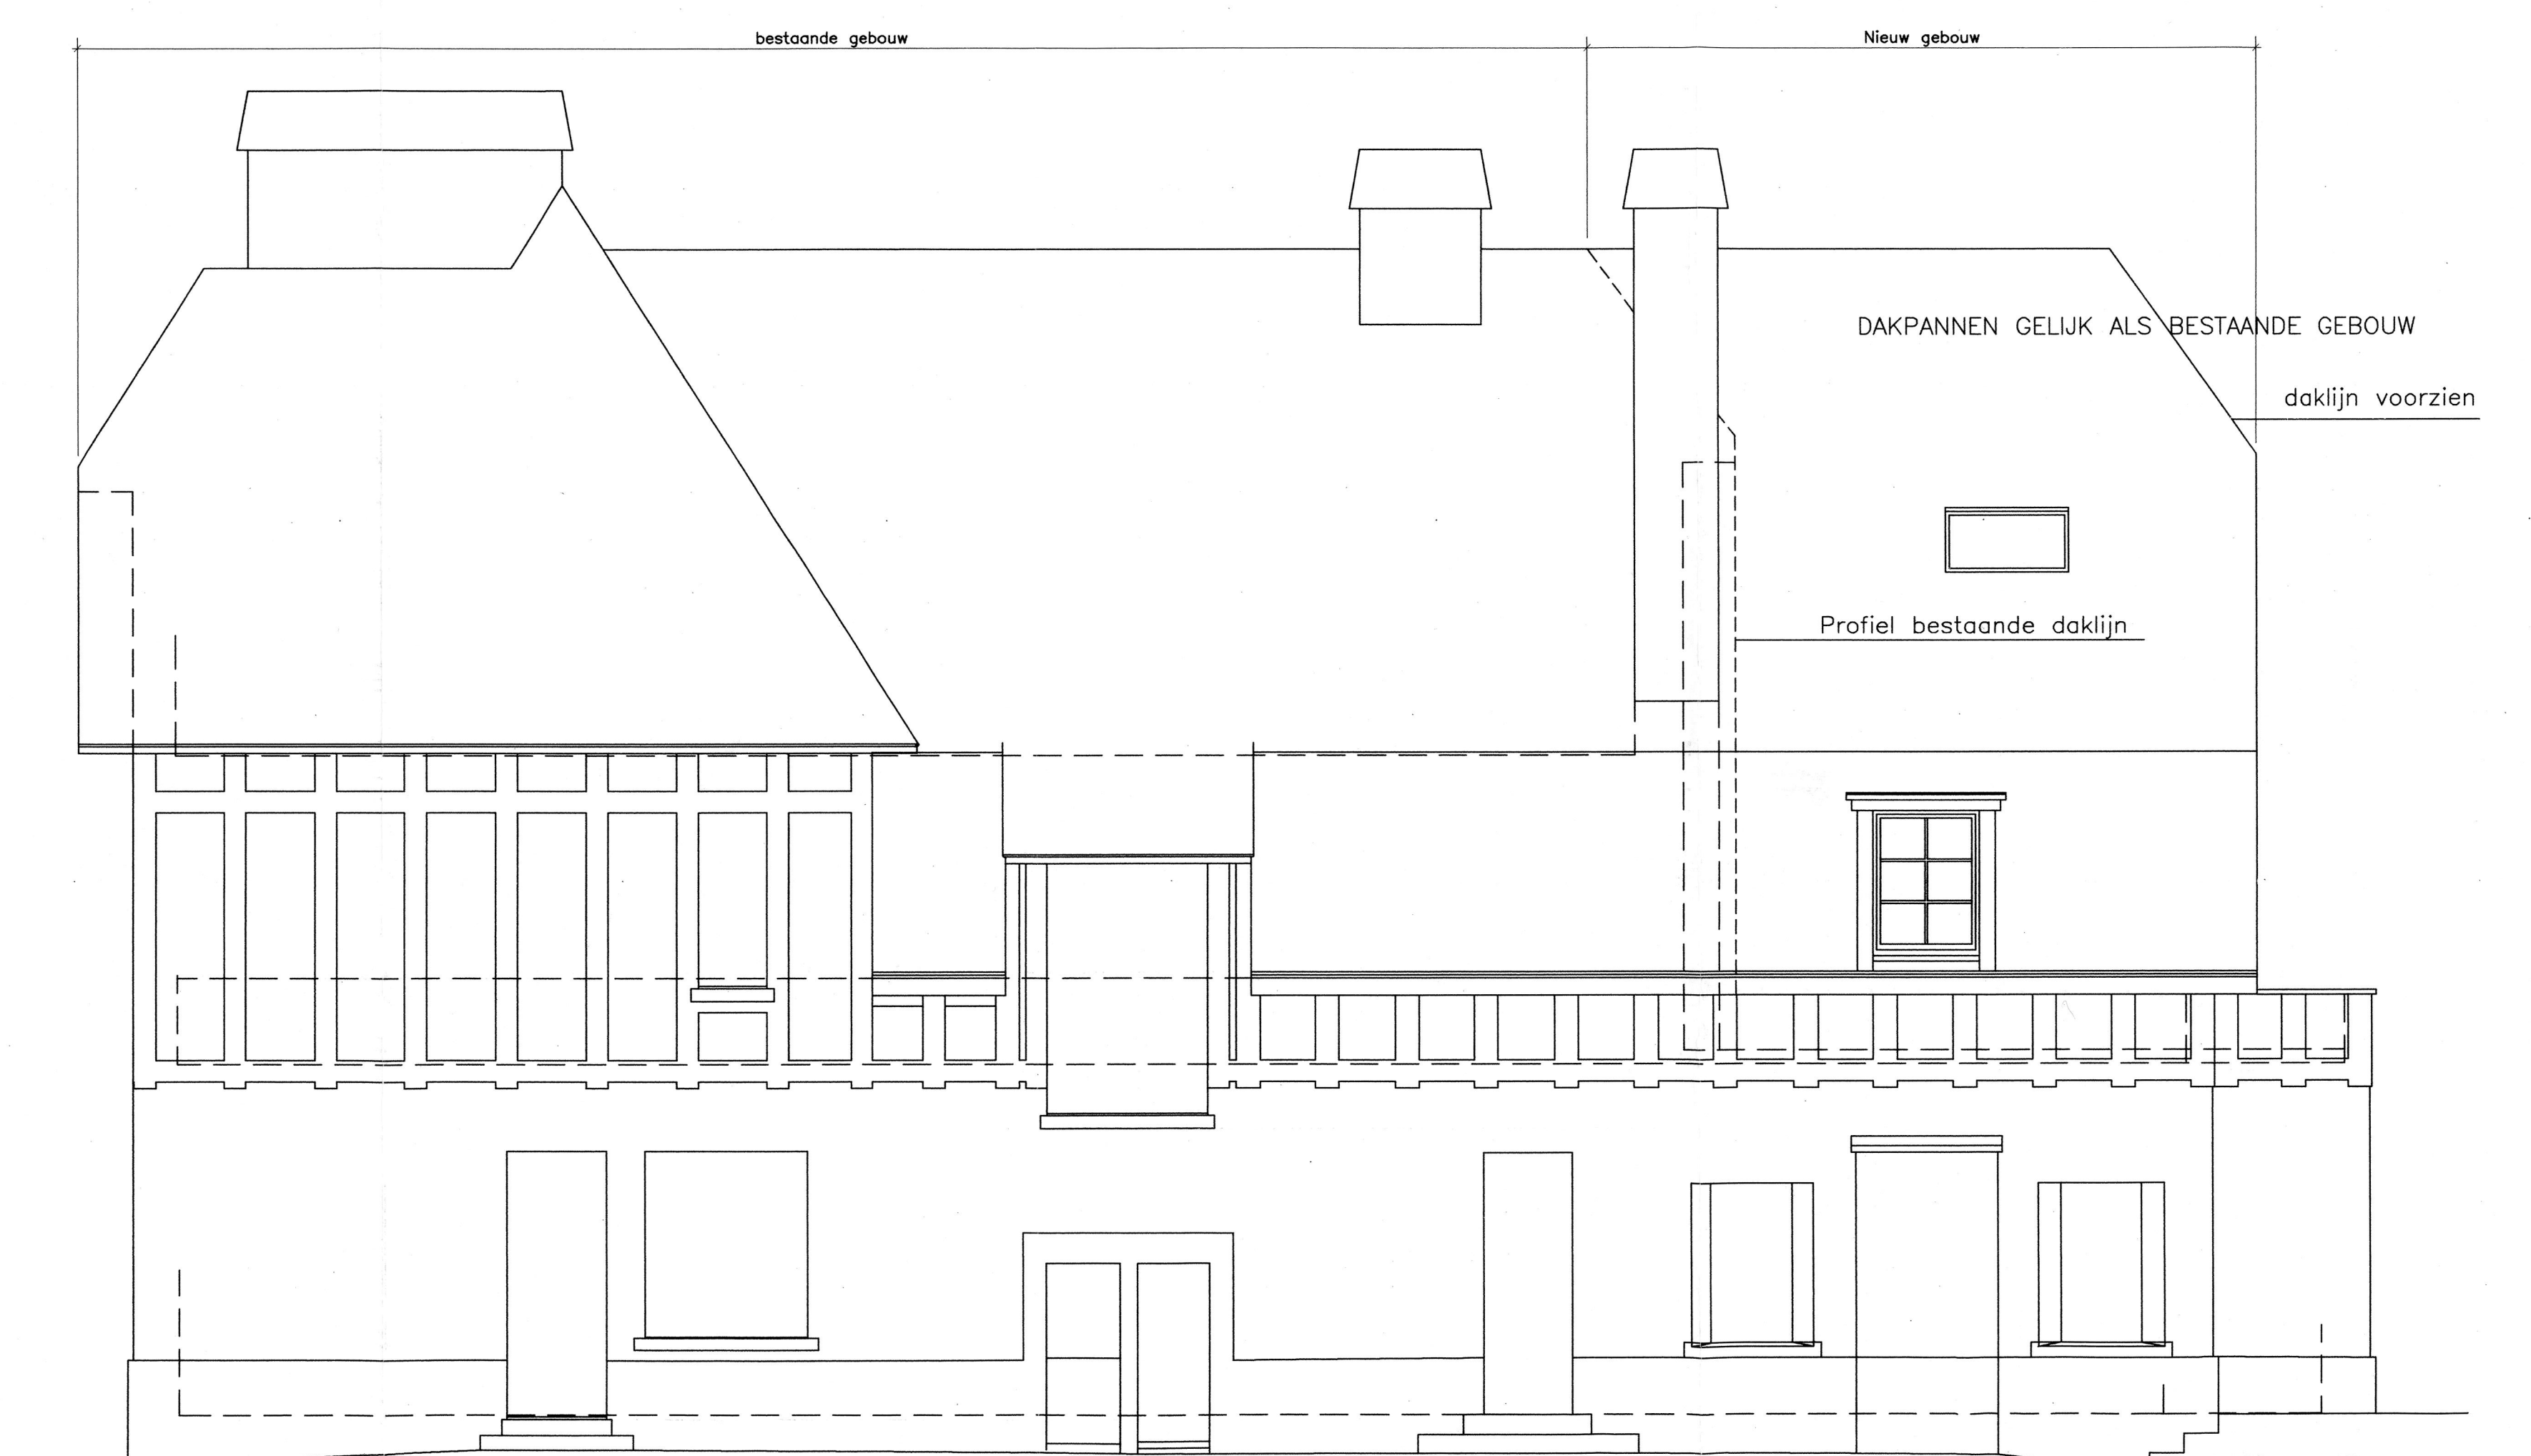 bestaande gebouw
Nieuw gebouw
DAKPANNEN GELIJK ALS BESTAANDE GEBOUW
daklijn voorzien
Profiel bestaande daklijn